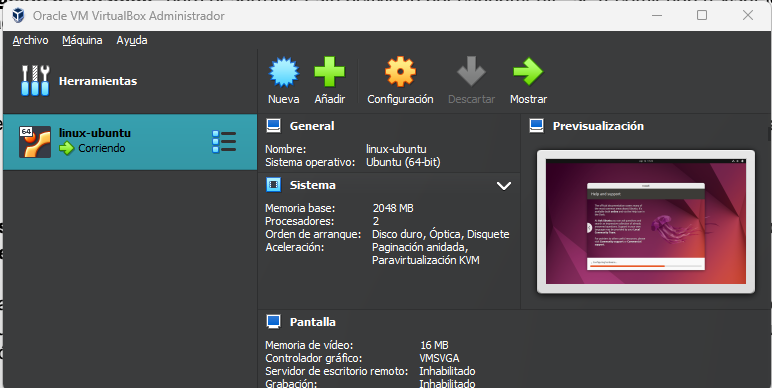 Oracle VM VirtualBox Administrador
Archivo Máquina Ayuda
Herramientas
Nueva Añadir Configuración Descartar Mostrar
64
linux-ubuntu
Corriendo
General
Nombre: linux-ubuntu
Sistema operativo: Ubuntu (64-bit)
Sistema
Memoria base: 2048 MB
Procesadores: 2
Orden de arranque: Disco duro, Óptica, Disquete
Aceleración: Paginación anidada,
Paravirtualización KVM
Previsualización
Help and support
Pantalla
Memoria de vídeo: 16 MB
Controlador gráfico: VMSVGA
Servidor de escritorio remoto: Inhabilitado
Grabación: Inhabilitado